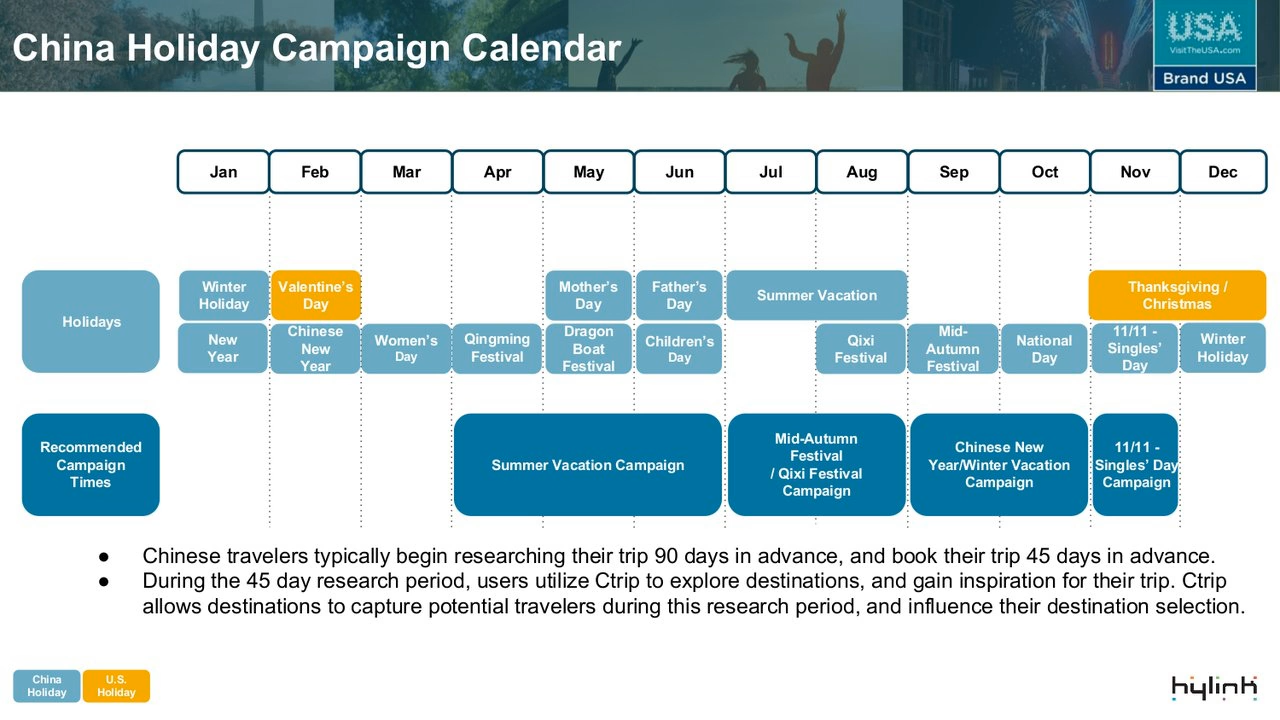 China Holiday Campaign Calendar
USA
VisitTheUSA.com
Brand USA
Jan
Feb
Mar
Apr
May
Jun
Jul
Aug
Sep
Oct
Nov
Dec
Holidays
Winter
Holiday
Valentine’s
Day
Mother’s
Day
Father’s
Day
Summer Vacation
Thanksgiving /
Christmas
New
Year
Chinese
New
Year
Women’s
Day
Qingming
Festival
Dragon
Boat
Festival
Children’s
Day
Qixi
Festival
Mid-
Autumn
Festival
National
Day
11/11 -
Singles’
Day
Winter
Holiday
Recommended
Campaign
Times
Summer Vacation Campaign
Mid-Autumn
Festival
/ Qixi Festival
Campaign
Chinese New
Year/Winter Vacation
Campaign
11/11 -
Singles’ Day
Campaign
● Chinese travelers typically begin researching their trip 90 days in advance, and book their trip 45 days in advance.
● During the 45 day research period, users utilize Ctrip to explore destinations, and gain inspiration for their trip. Ctrip
allows destinations to capture potential travelers during this research period, and influence their destination selection.
China
Holiday
U.S.
Holiday
hylink